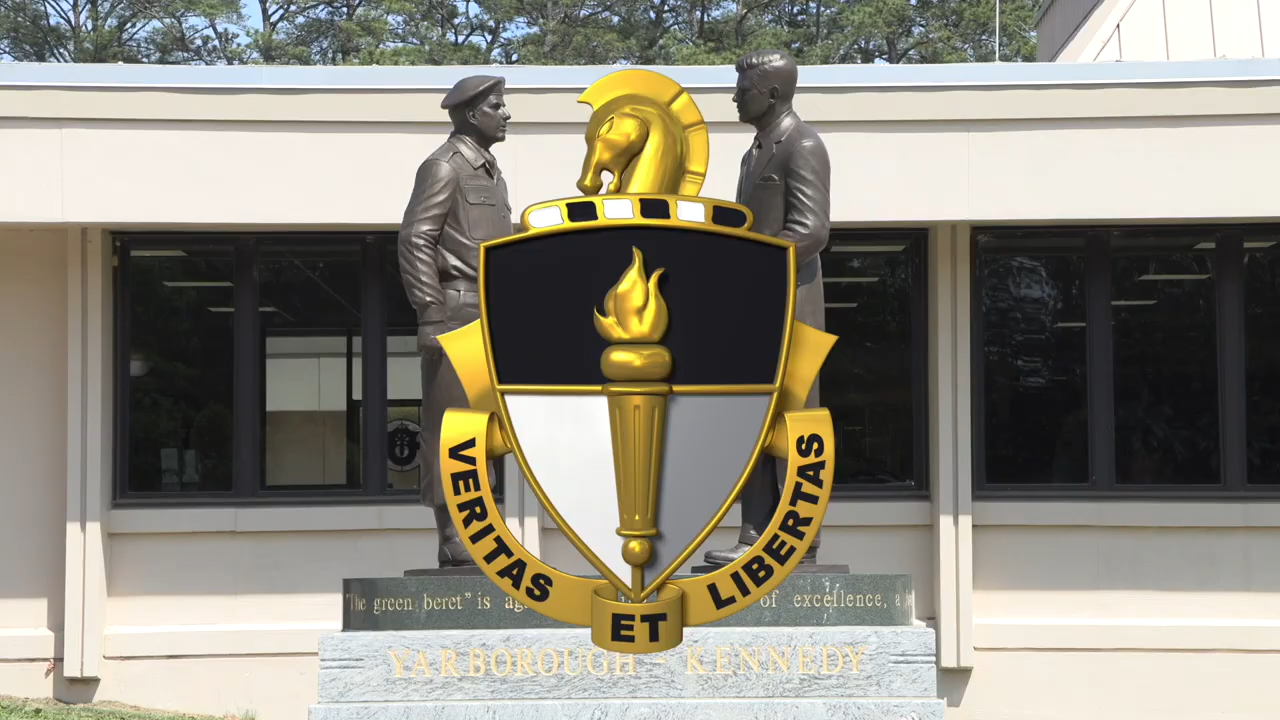 VERITAS ET LIBERTAS
"The green beret" is
of excellence, a
YARBOROUGH - KENNEDY